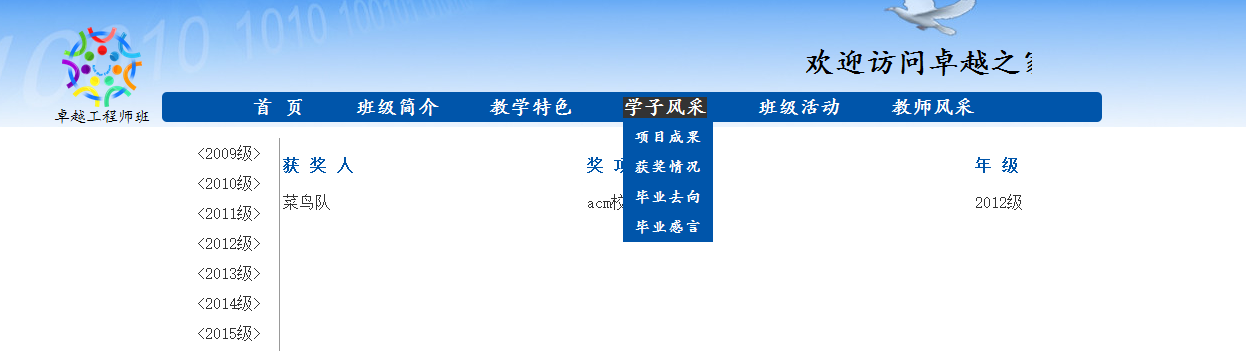 1010 1010 100101
欢迎访问卓越之
卓越工程师班
首 页 班级简介 教学特色 学子风采 班级活动 教师风采
项目成果
获奖情况
毕业去向
毕业感言
<2009级>
<2010级>
<2011级>
<2012级>
<2013级>
<2014级>
<2015级>
获 奖 人 奖 年 级
菜鸟队 acm校 2012级